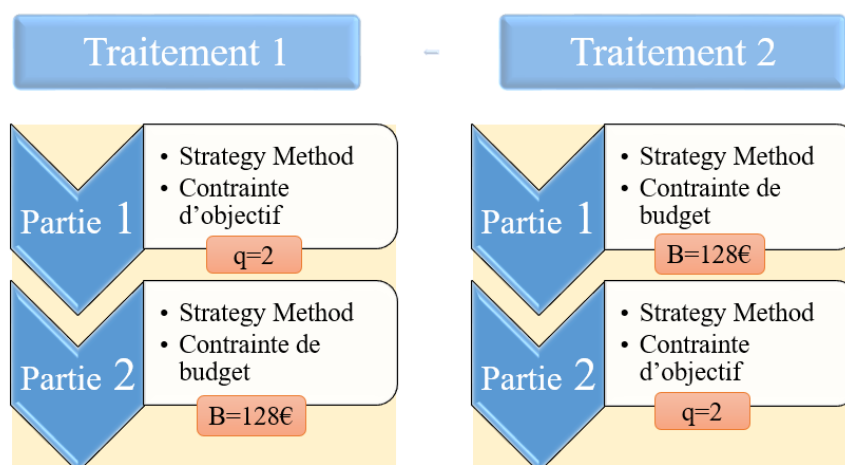 Traitement 1
-
Traitement 2
Partie 1
• Strategy Method
• Contrainte
d'objectif
q=2
Partie 2
• Strategy Method
• Contrainte de
budget
B=128€
Partie 1
• Strategy Method
• Contrainte de
budget
B=128€
Partie 2
• Strategy Method
• Contrainte
d'objectif
q=2